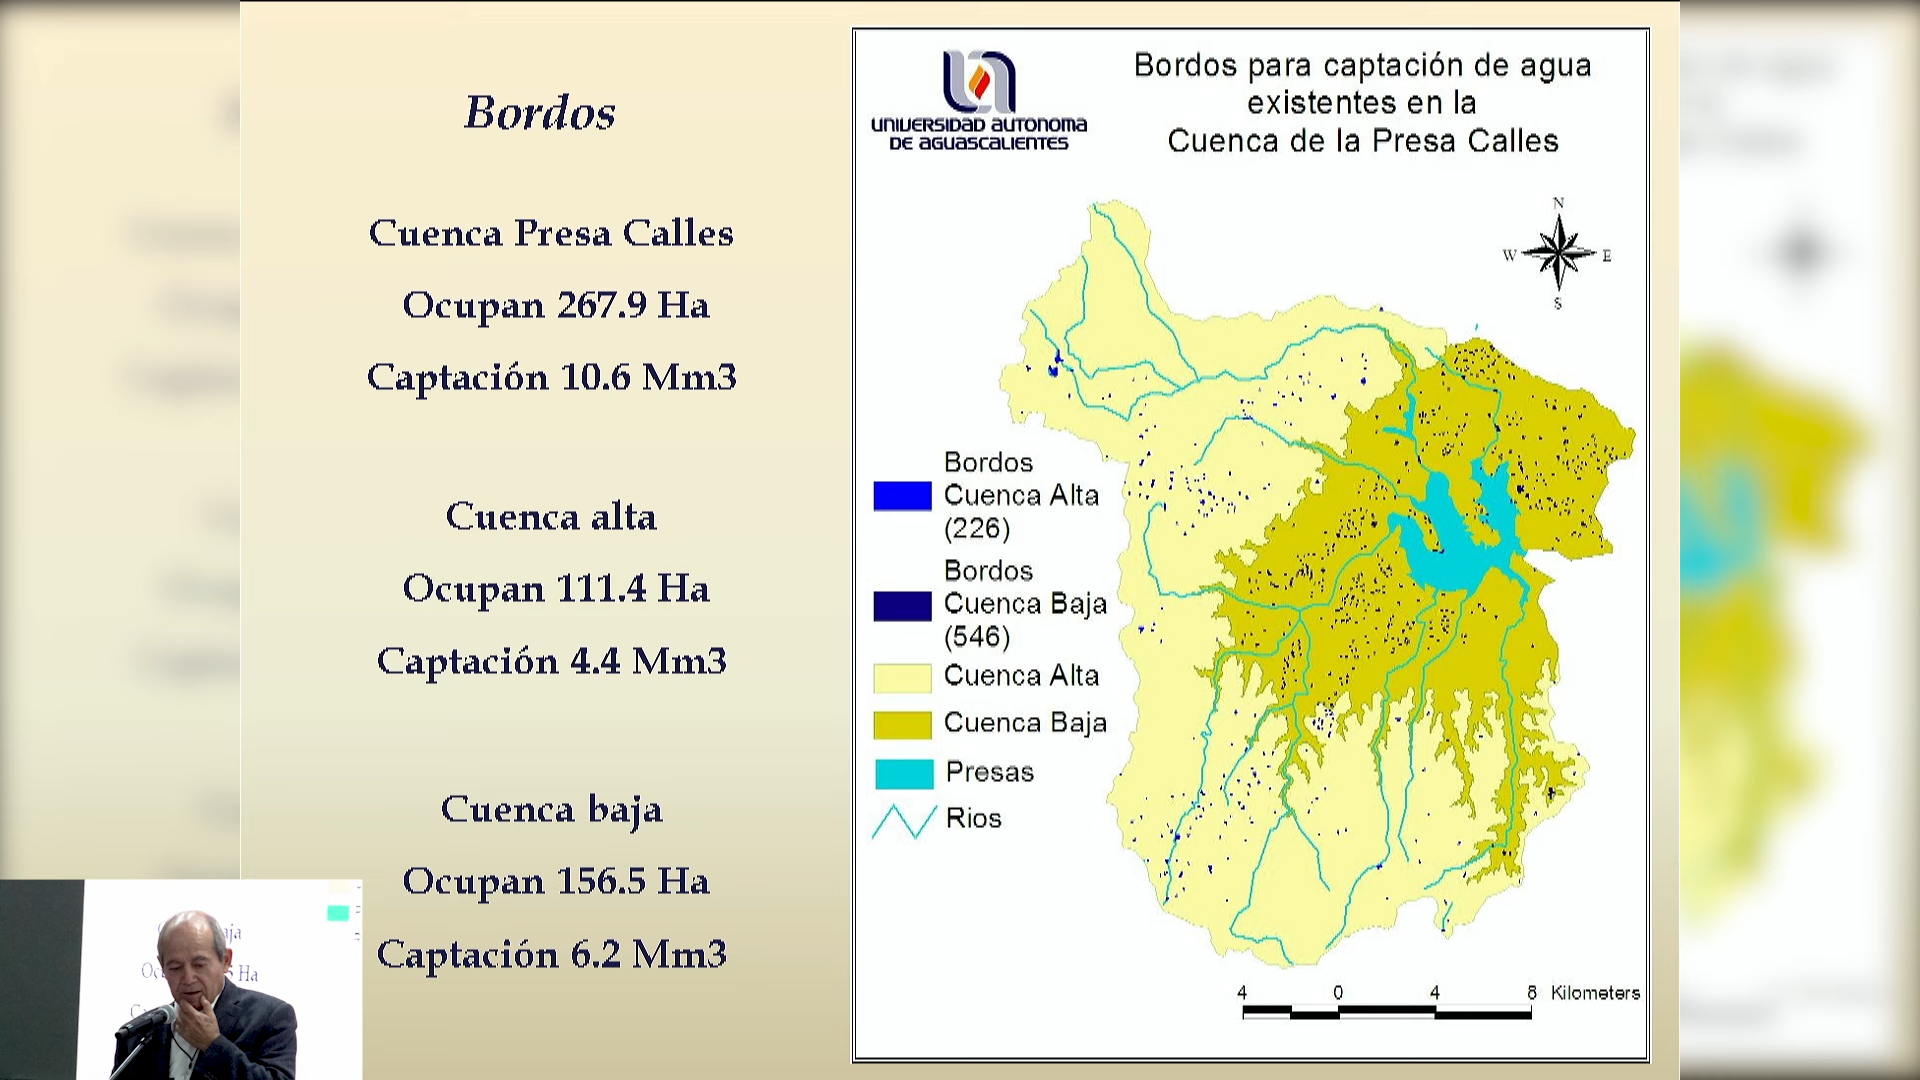 Bordos
Cuenca Presa Calles
Ocupan 267.9 Ha
Captación 10.6 Mm3
Cuenca alta
Ocupan 111.4 Ha
Captación 4.4 Mm3
Cuenca baja
Ocupan 156.5 Ha
Captación 6.2 Mm3
UNIVERSIDAD AUTONOMA
DE AGUASCALIENTES
Bordos para captación de agua
existentes en la
Cuenca de la Presa Calles
N
W E
S
Bordos
Cuenca Alta
(226)
Bordos
Cuenca Baja
(546)
Cuenca Alta
Cuenca Baja
Presas
Rios
4 0 4 8 Kilometers